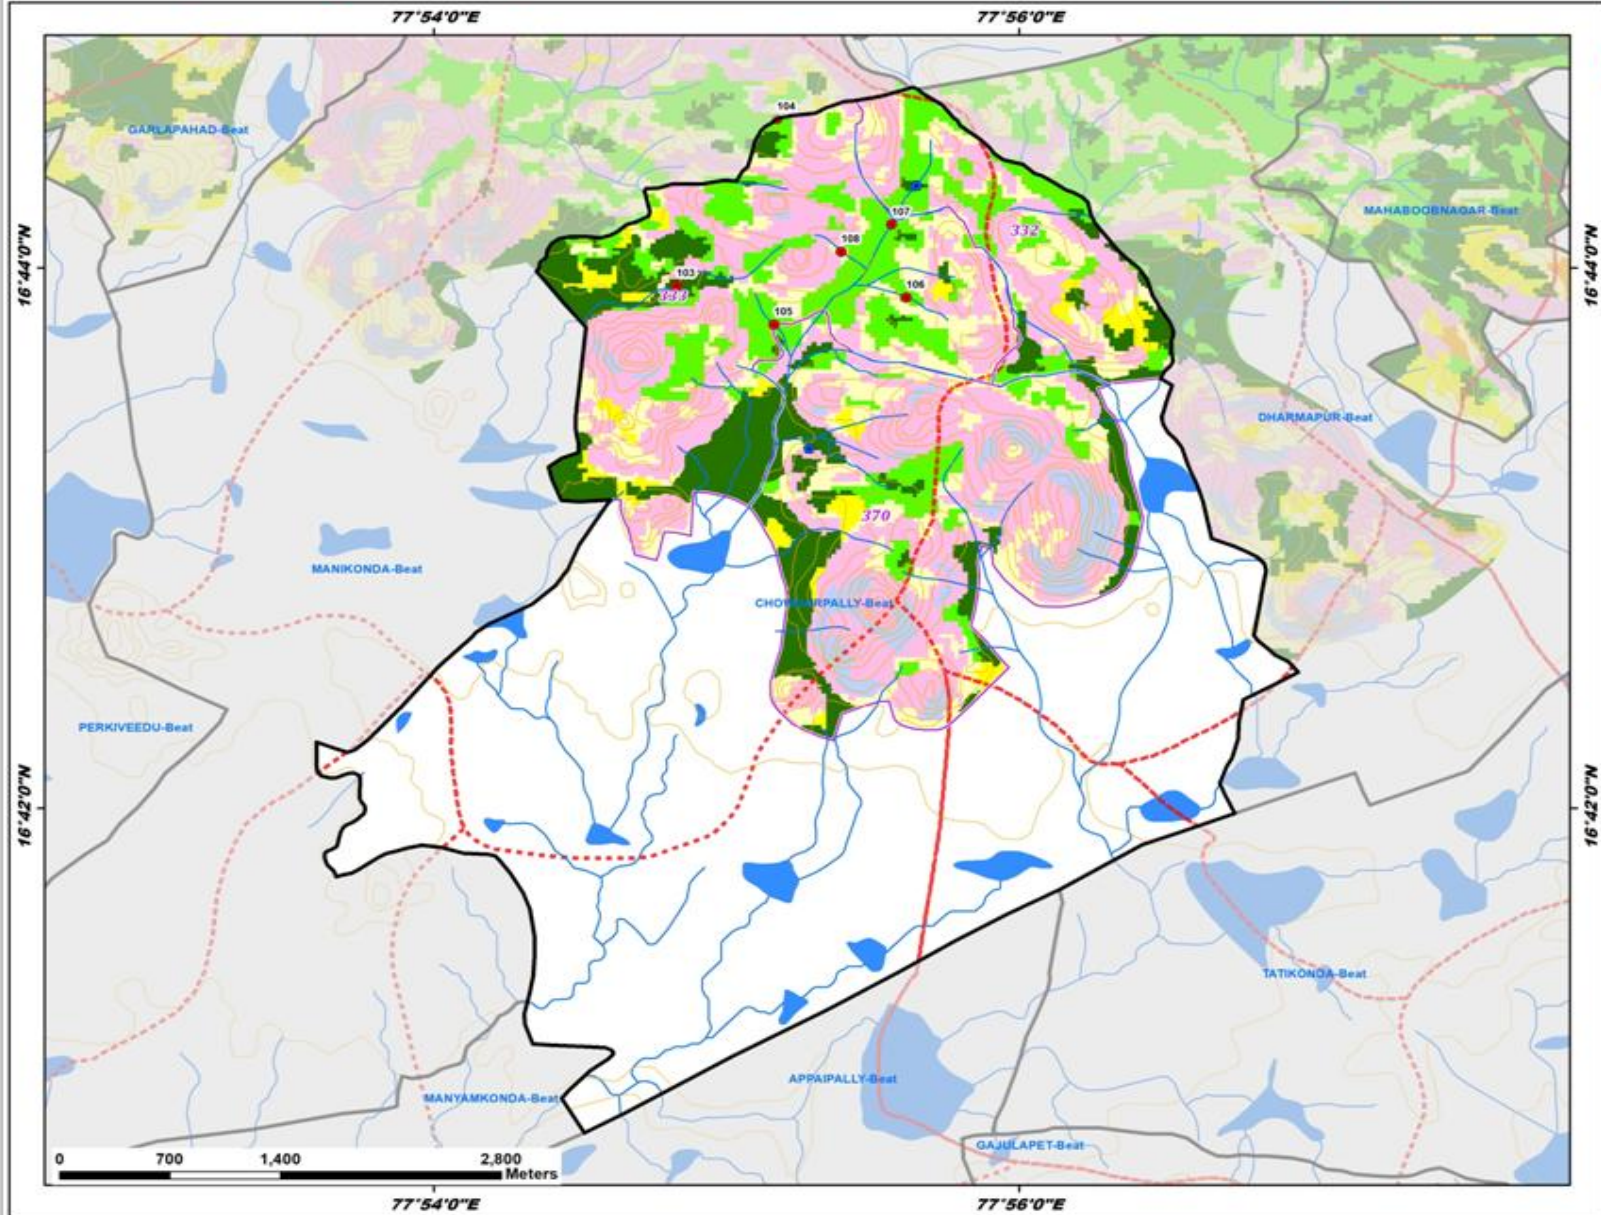 77°54'0"E
77°56'0"E
104
GARLAPAHAD-Beat
MAHABOOBNAGAR-Beat
107
332
108
16°44'0"N
16°44'0"N
103
333
106
105
DHARMAPUR-Beat
370
MANIKONDA-Beat
PERKIVEEDU-Beat
16°42'0"N
16°42'0"N
TATIKONDA-Beat
APPAIPALLY-Beat
MANYAMKONDA-Beat
GAJULAPET-Beat
0 700 1,400 2,800
Meters
77°54'0"E
77°56'0"E